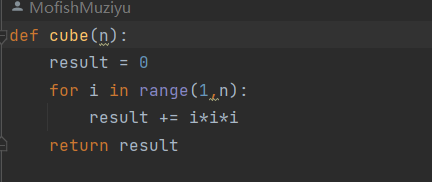 MofishMuziyu
def cube(n):
    result = 0
    for i in range(1,n):
        result += i*i*i
    return result